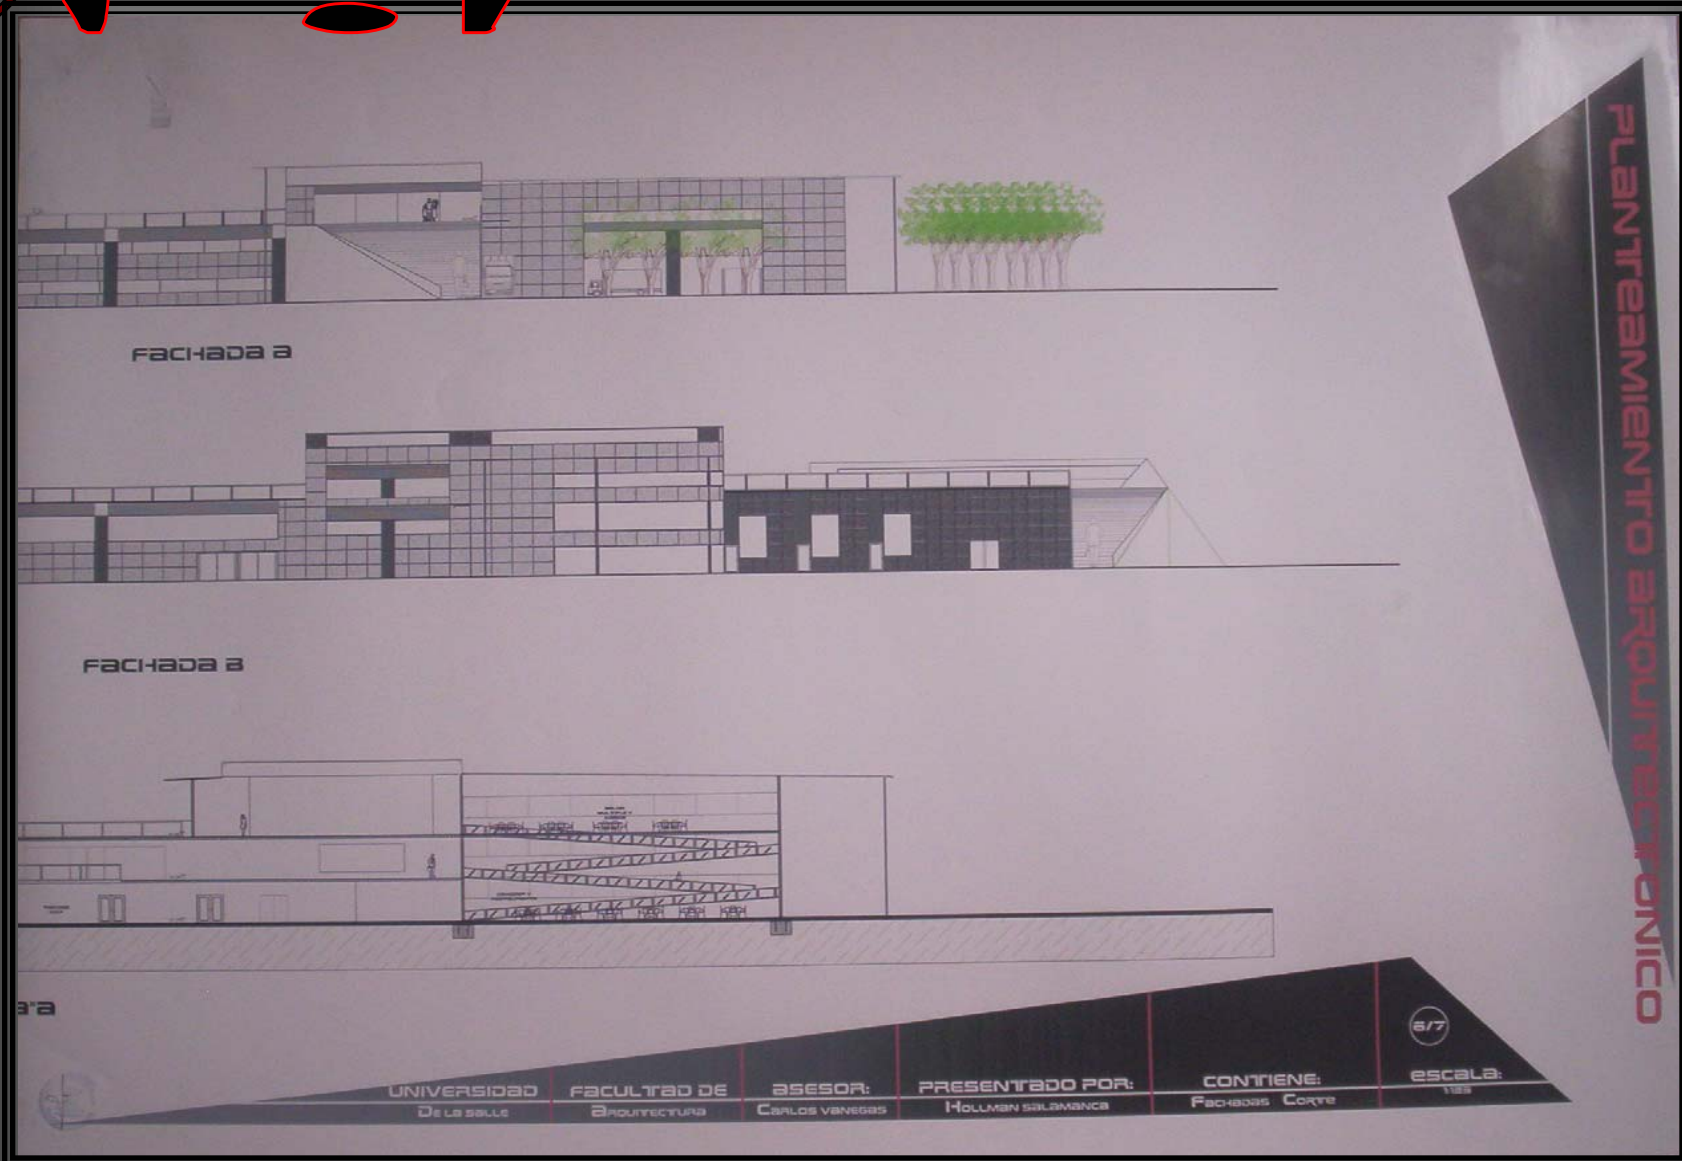 PLANTEAMIENTO ARQUITECTONICO
FACHADA A
FACHADA B
a'a
6/7
UNIVERSIDAD
De La Salle
FACULTAD DE
ARQUITECTURA
ASESOR:
Carlos Vanegas
PRESENTADO POR:
Hollman Salamanca
CONTIENE:
Fachadas Corte
ESCALA: